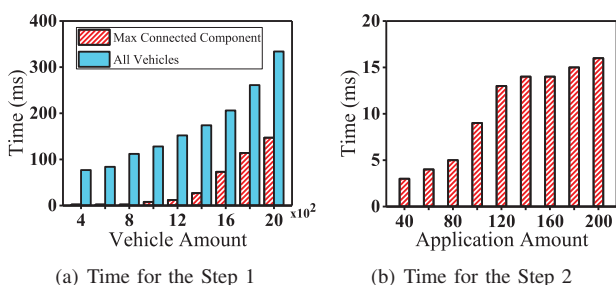 400
300
200
100
0
Time (ms)
Max Connected Component
All Vehicles
4 8 12 16 20 x10²
Vehicle Amount
(a) Time for the Step 1
20
15
10
5
0
Time (ms)
40 80 120 160 200
Application Amount
(b) Time for the Step 2